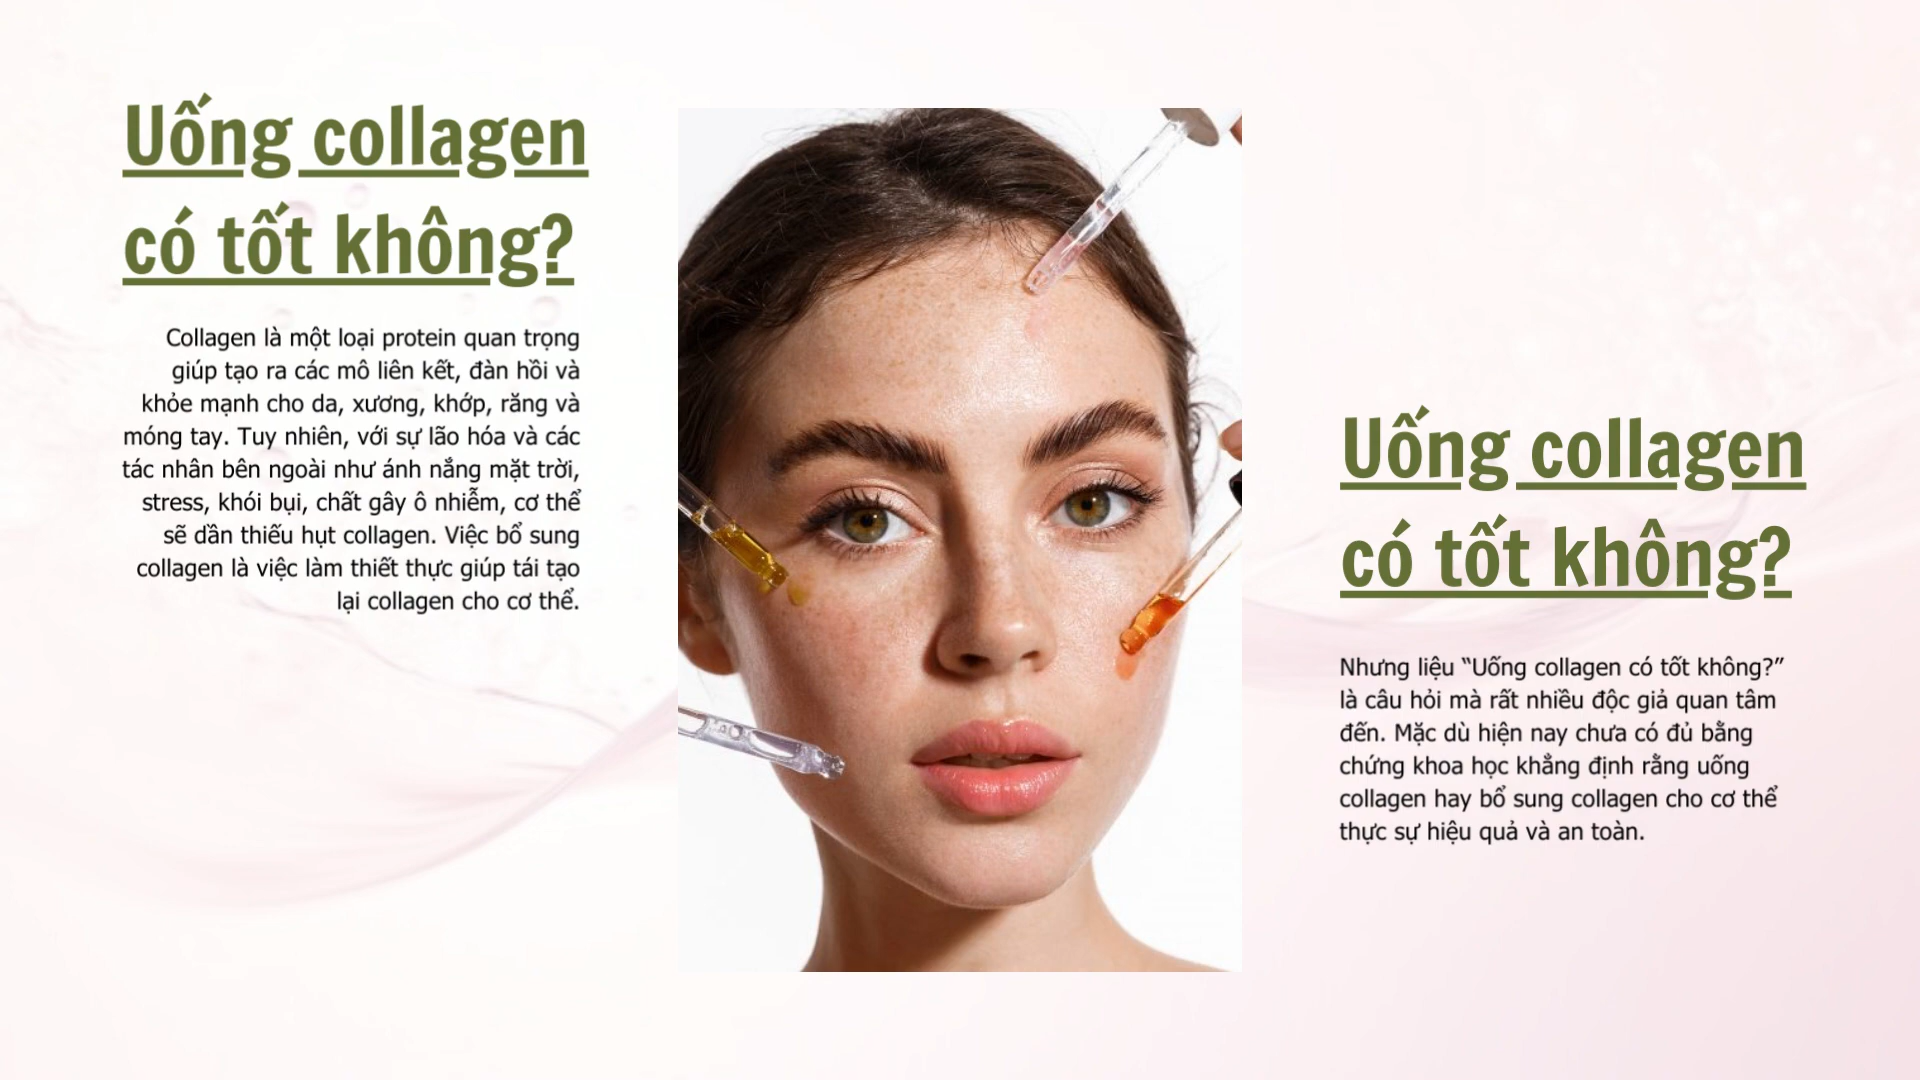 Uống collagen
có tốt không?
Collagen là một loại protein quan trọng
giúp tạo ra các mô liên kết, đàn hồi và
khỏe mạnh cho da, xương, khớp, răng và
móng tay. Tuy nhiên, với sự lão hóa và các
tác nhân bên ngoài như ánh nắng mặt trời,
stress, khói bụi, chất gây ô nhiễm, cơ thể
sẽ dần thiếu hụt collagen. Việc bổ sung
collagen là việc làm thiết thực giúp tái tạo
lại collagen cho cơ thể.
Uống collagen
có tốt không?
Nhưng liệu “Uống collagen có tốt không?”
là câu hỏi mà rất nhiều độc giả quan tâm
đến. Mặc dù hiện nay chưa có đủ bằng
chứng khoa học khẳng định rằng uống
collagen hay bổ sung collagen cho cơ thể
thực sự hiệu quả và an toàn.